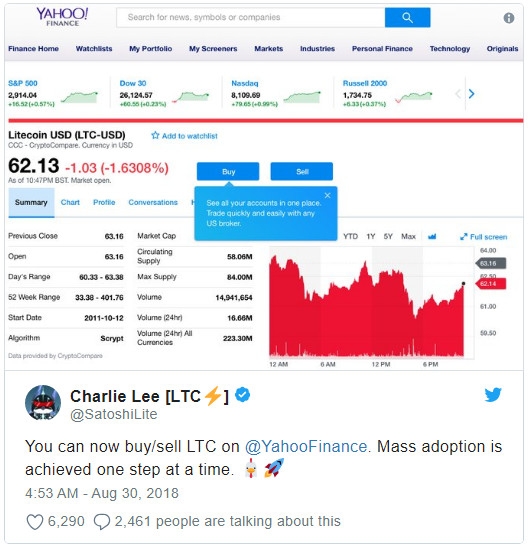 YAHOO!
FINANCE
Search for news, symbols or companies
Finance Home Watchlists My Portfolio My Screeners Markets Industries Personal Finance Technology Originals
S&P 500 Dow 30 Nasdaq Russell 2000
2,914.04 26,124.57 8,109.69 1,734.75
+16.52 (+0.57%) +60.55 (+0.23%) +79.65 (+0.99%) +6.33 (+0.37%)
Litecoin USD (LTC-USD) Add to watchlist
CCC - CryptoCompare. Currency in USD
62.13 -1.03 (-1.6308%) Buy Sell
As of 10:47PM BST. Market open.
See all your accounts in one place.
Trade quickly and easily with any
US broker.
Summary Chart Profile Conversations H
Previous Close 63.16 Market Cap
YTD 1Y 5Y Max Full screen
Open 63.16 Circulating Supply 58.06M
Day's Range 60.33 - 63.38 Max Supply 84.00M
52 Week Range 33.38 - 401.76 Volume 14,941,654
Start Date 2011-10-12 Volume (24hr) 16.66M
Algorithm Scrypt Volume (24hr) All Currencies 223.30M
64.00
63.16
62.50
62.14
61.00
59.50
12 AM 6 AM 12 PM 6 PM
Data provided by CryptoCompare
Charlie Lee [LTC⚡]
@SatoshiLite
You can now buy/sell LTC on @YahooFinance. Mass adoption is
achieved one step at a time. 🐔🚀
4:53 AM - Aug 30, 2018
6,290 2,461 people are talking about this